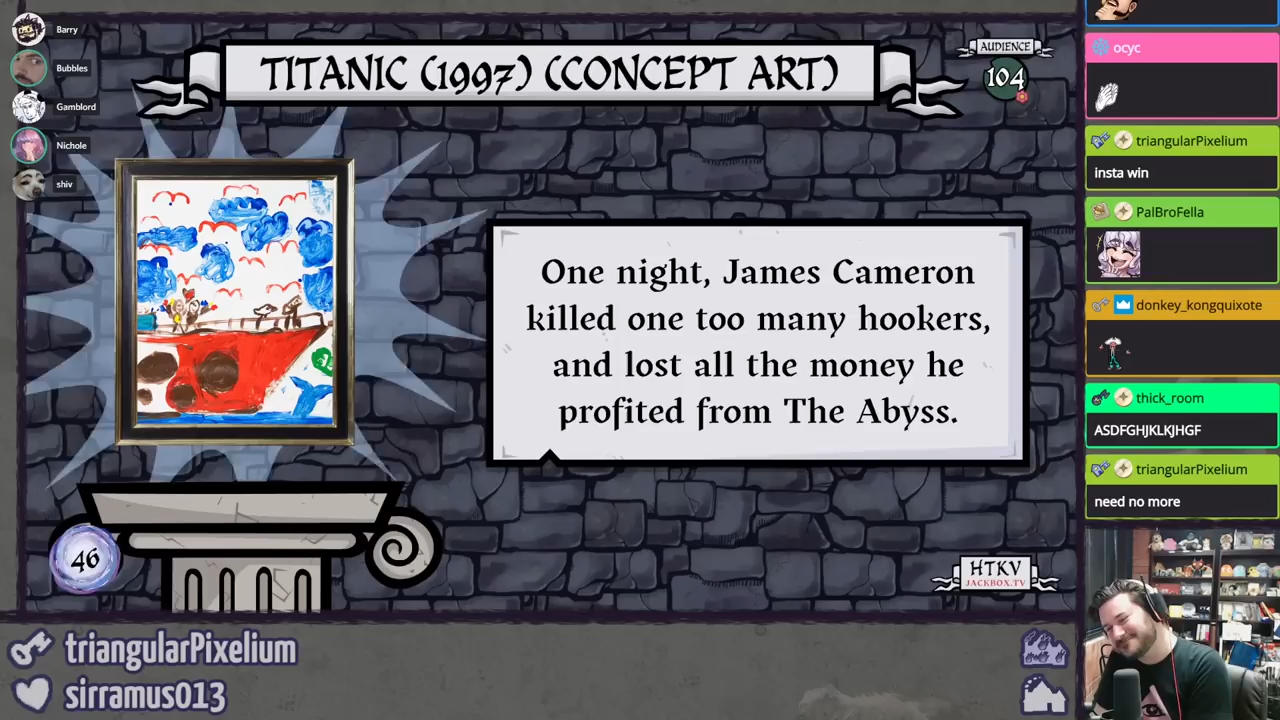 Barry
Bubbles
Gamblord
Nichole
shiv
TITANIC (1997) (CONCEPT ART)
AUDIENCE
104
One night, James Cameron
killed one too many hookers,
and lost all the money he
profited from The Abyss.
46
HTKV
JACKBOX.TV
triangularPixelium
sirramus013
ocyc
triangularPixelium
insta win
PalBroFella
donkey_kongquixote
thick_room
ASDFGHJKLKJHGF
triangularPixelium
need no more